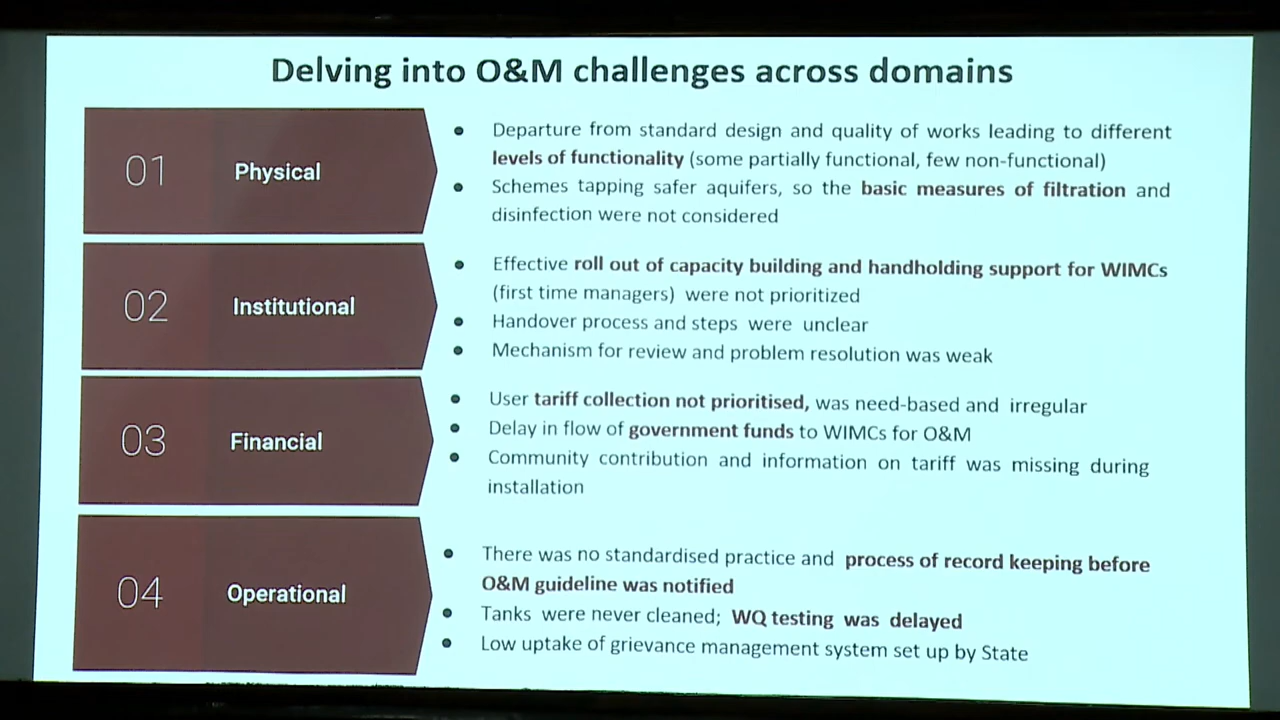 Delving into O&M challenges across domains
01 Physical
● Departure from standard design and quality of works leading to different
levels of functionality (some partially functional, few non-functional)
● Schemes tapping safer aquifers, so the basic measures of filtration and
disinfection were not considered
02 Institutional
● Effective roll out of capacity building and handholding support for WIMCs
(first time managers) were not prioritized
● Handover process and steps were unclear
● Mechanism for review and problem resolution was weak
03 Financial
● User tariff collection not prioritised, was need-based and irregular
● Delay in flow of government funds to WIMCs for O&M
● Community contribution and information on tariff was missing during
installation
04 Operational
● There was no standardised practice and process of record keeping before
O&M guideline was notified
● Tanks were never cleaned; WQ testing was delayed
● Low uptake of grievance management system set up by State